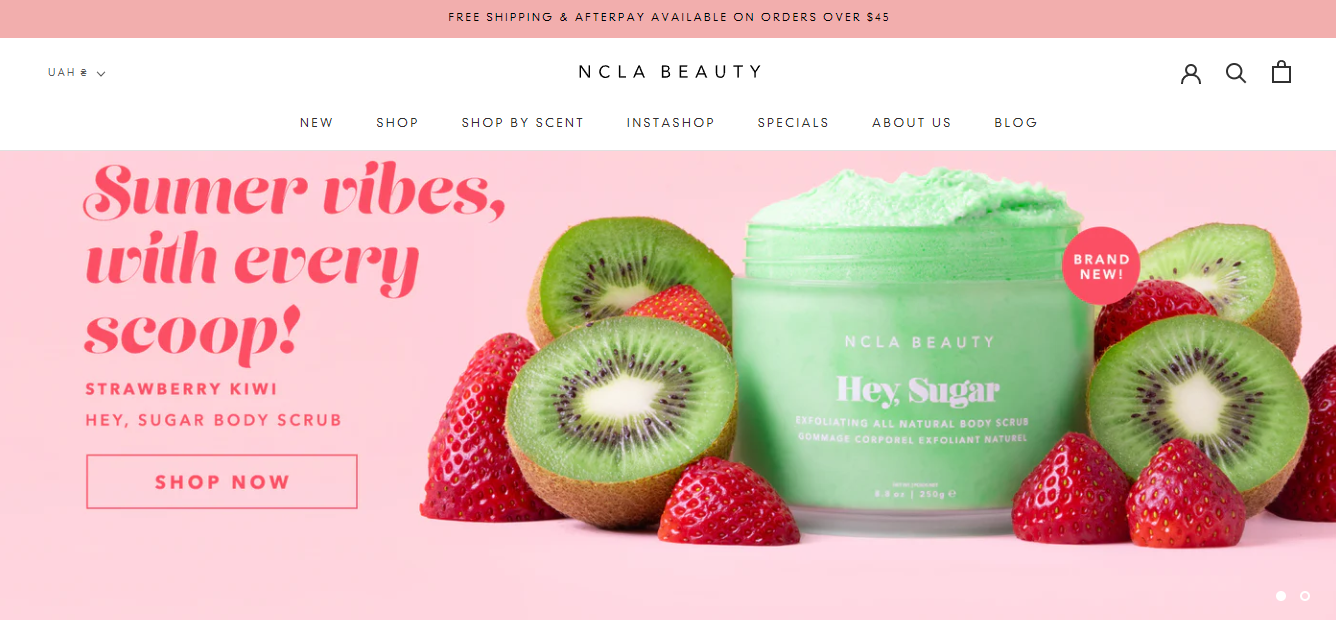 FREE SHIPPING & AFTERPAY AVAILABLE ON ORDERS OVER $45
UAH ₴
NCLA BEAUTY
NEW SHOP SHOP BY SCENT INSTASHOP SPECIALS ABOUT US BLOG
Sumer vibes,
with every
scoop!
STRAWBERRY KIWI
HEY, SUGAR BODY SCRUB
SHOP NOW
BRAND
NEW!
NCLA BEAUTY
Hey, Sugar
EXFOLIATING ALL NATURAL BODY SCRUB
GOMMAGE CORPOREL EXFOLIANT NATUREL
8.8 oz | 250g ℮